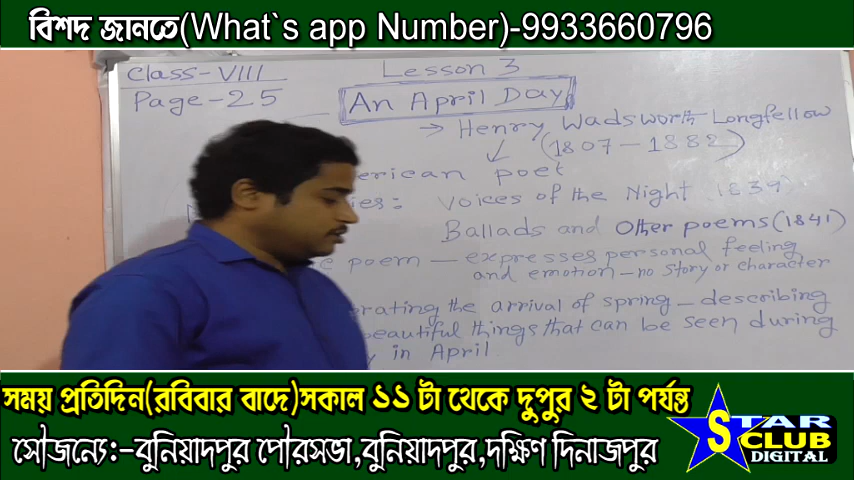 বিশদ জানতে(What`s app Number)-9933660796
Class-VIII
Lesson 3
Page-25
An April Day
→ Henry Wadsworth Longfellow
(1807-1882)
erican poet
ies: Voices of the Night 1839)
Ballads and Other poems (1841)
c poem - expresses personal feeling
and emotion - no story or character
erating the arrival of spring - describing
beautiful things that can be seen during
y in April
সময় প্রতিদিন(রবিবার বাদে)সকাল ১১ টা থেকে দুপুর ২ টা পর্যন্ত
সৌজন্যে:-বুনিয়াদপুর পৌরসভা,বুনিয়াদপুর,দক্ষিণ দিনাজপুর
STAR
CLUB
DIGITAL